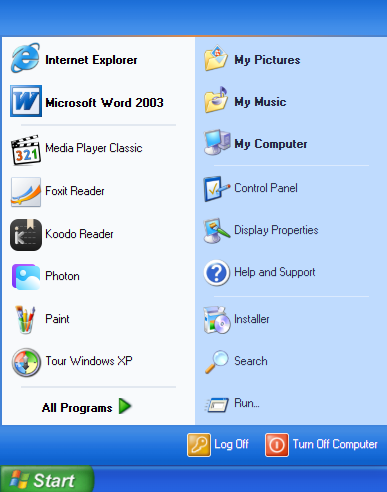 Internet Explorer
Microsoft Word 2003
Media Player Classic
321
Foxit Reader
Koodo Reader
Photon
Paint
Tour Windows XP
All Programs
My Pictures
My Music
My Computer
Control Panel
Display Properties
Help and Support
Installer
Search
Run...
Log Off
Turn Off Computer
Start